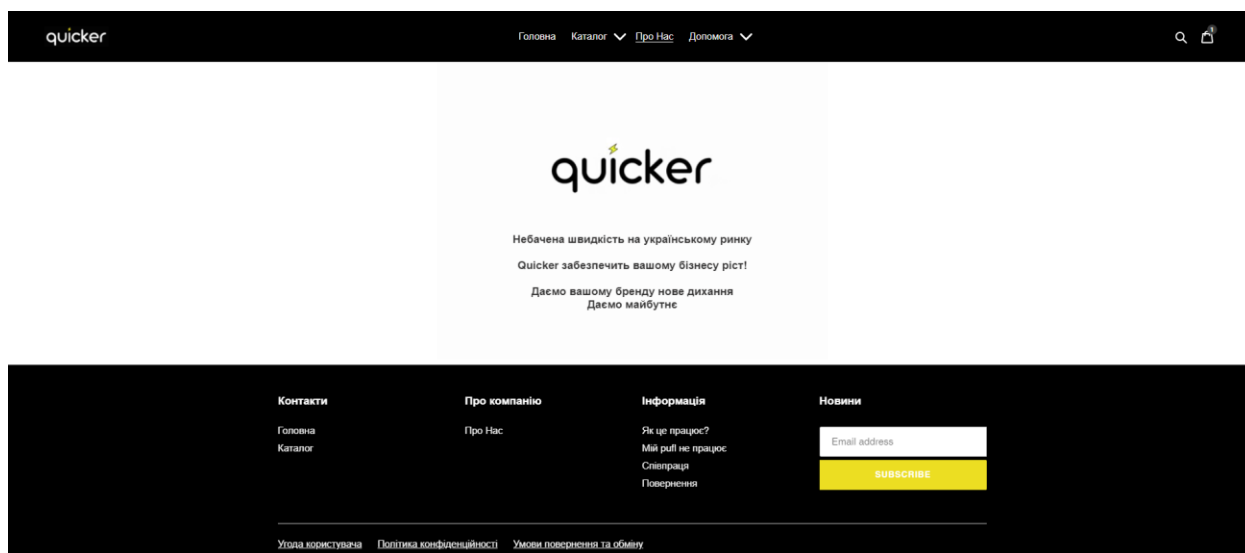 quicker
Головна Каталог Про Нас Допомога
1
quicker
Небачена швидкість на українському ринку
Quicker забезпечить вашому бізнесу ріст!
Даємо вашому бренду нове дихання
Даємо майбутнє
Контакти
Головна
Каталог
Про компанію
Про Нас
Інформація
Як це працює?
Мій pufl не працює
Співпраця
Повернення
Новини
Email address
SUBSCRIBE
Угода користувача Політика конфіденційності Умови повернення та обміну